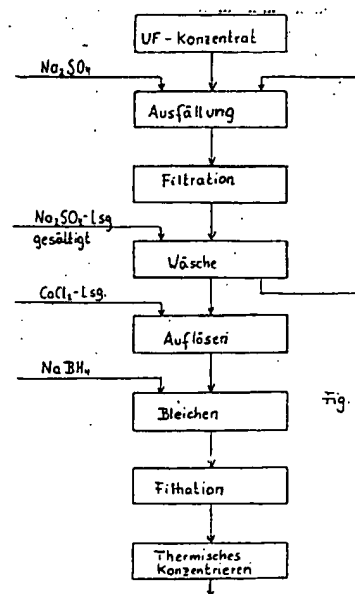 UF-Konzentrat
Na₂SO₄
Ausfällung
Filtration
Na₂SO₄-Lsg
gesättigt
Wäsche
CaCl₂-Lsg.
Auflösen
NaBH₄
Bleichen
Fig.
Filtration
Thermisches
Konzentrieren